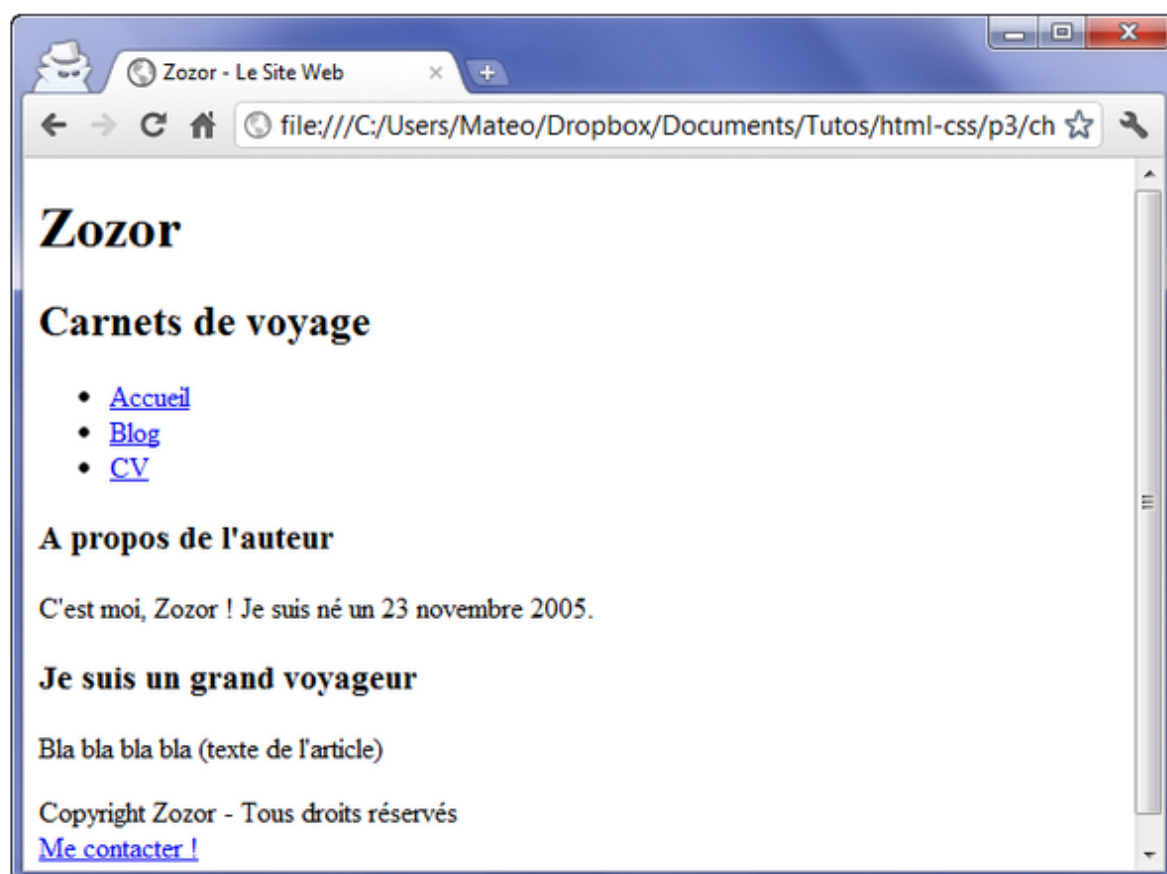 Zozor - Le Site Web
file:///C:/Users/Mateo/Dropbox/Documents/Tutos/html-css/p3/ch
Zozor
Carnets de voyage
Accueil
Blog
CV
A propos de l'auteur
C'est moi, Zozor ! Je suis né un 23 novembre 2005.
Je suis un grand voyageur
Bla bla bla bla (texte de l'article)
Copyright Zozor - Tous droits réservés
Me contacter !